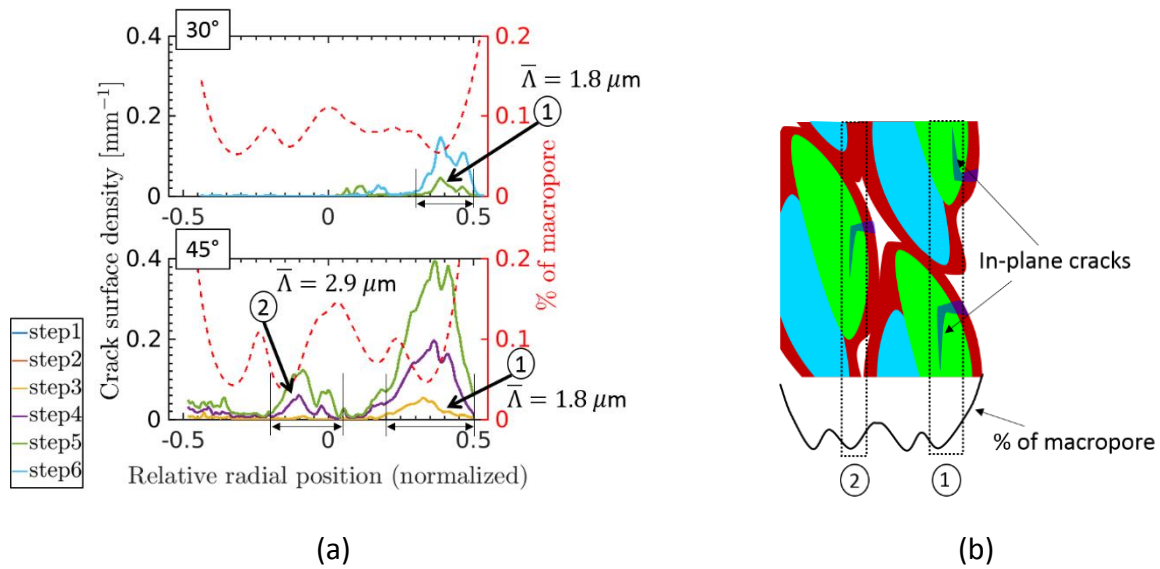 30°
0.4
0.2
0
-0.5
0
0.5
0.2
0.1
0
Λ̅ = 1.8 μm
1
45°
0.4
0.2
0
-0.5
0
0.5
0.2
0.1
0
Λ̅ = 2.9 μm
2
1
Λ̅ = 1.8 μm
Crack surface density [mm⁻¹]
% of macropore
Relative radial position (normalized)
step1
step2
step3
step4
step5
step6
(a)
In-plane cracks
% of macropore
2
1
(b)